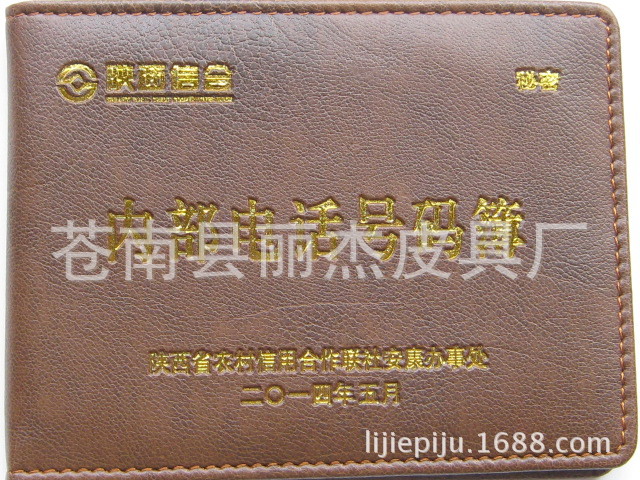 陕西信合
秘密
内部电话号码簿
苍南县丽杰皮具厂
陕西省农村信用合作联社安康办事处
二〇一四年五月
lijiepiju.1688.com